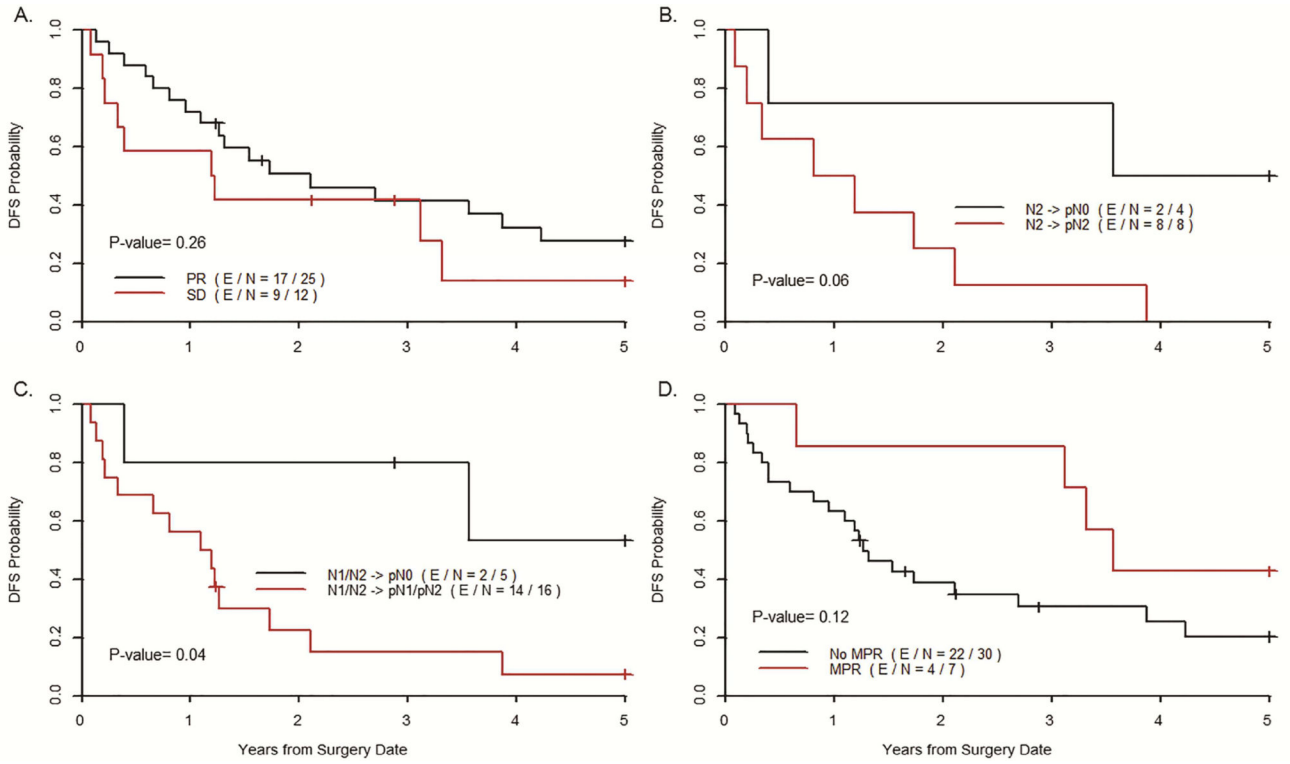 A.
DFS Probability
1.0
0.8
0.6
0.4
0.2
0.0
P-value= 0.26
PR ( E / N = 17 / 25 )
SD ( E / N = 9 / 12 )
0 1 2 3 4 5
B.
DFS Probability
1.0
0.8
0.6
0.4
0.2
0.0
N2 -> pN0 ( E / N = 2 / 4 )
N2 -> pN2 ( E / N = 8 / 8 )
P-value= 0.06
0 1 2 3 4 5
C.
DFS Probability
1.0
0.8
0.6
0.4
0.2
0.0
N1/N2 -> pN0 ( E / N = 2 / 5 )
N1/N2 -> pN1/pN2 ( E / N = 14 / 16 )
P-value= 0.04
0 1 2 3 4 5
Years from Surgery Date
D.
DFS Probability
1.0
0.8
0.6
0.4
0.2
0.0
P-value= 0.12
No MPR ( E / N = 22 / 30 )
MPR ( E / N = 4 / 7 )
0 1 2 3 4 5
Years from Surgery Date